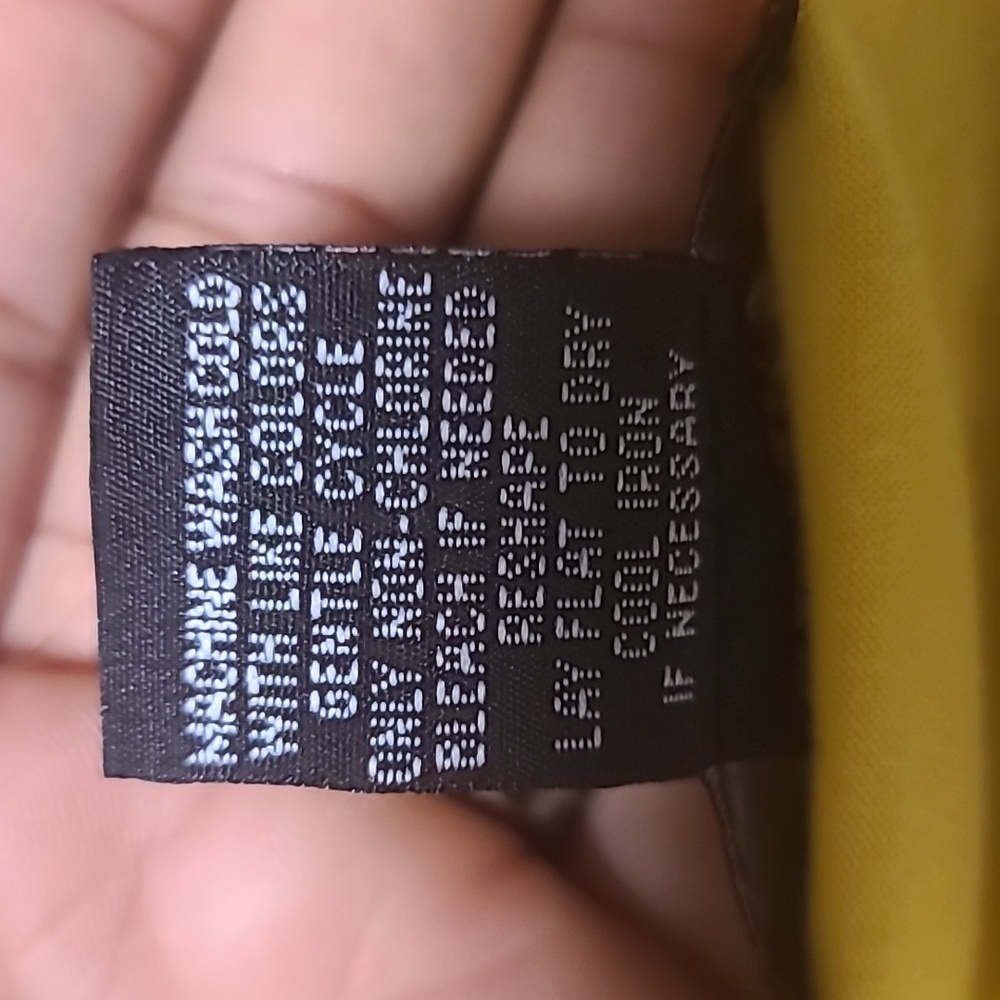 MACHINE WASH COLD
WITH LIKE COLORS
GENTLE CYCLE
ONLY NON-CHLORINE
BLEACH IF NEEDED
RESHAPE
LAY FLAT TO DRY
COOL IRON
IF NECESSARY